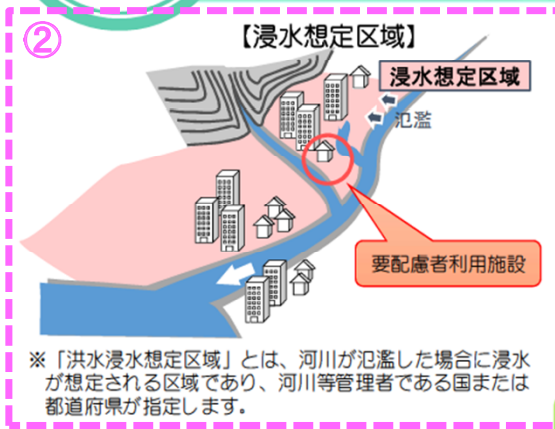 ②
【浸水想定区域】
浸水想定区域
氾濫
要配慮者利用施設
※「洪水浸水想定区域」とは、河川が氾濫した場合に浸水
が想定される区域であり、河川等管理者である国または
都道府県が指定します。